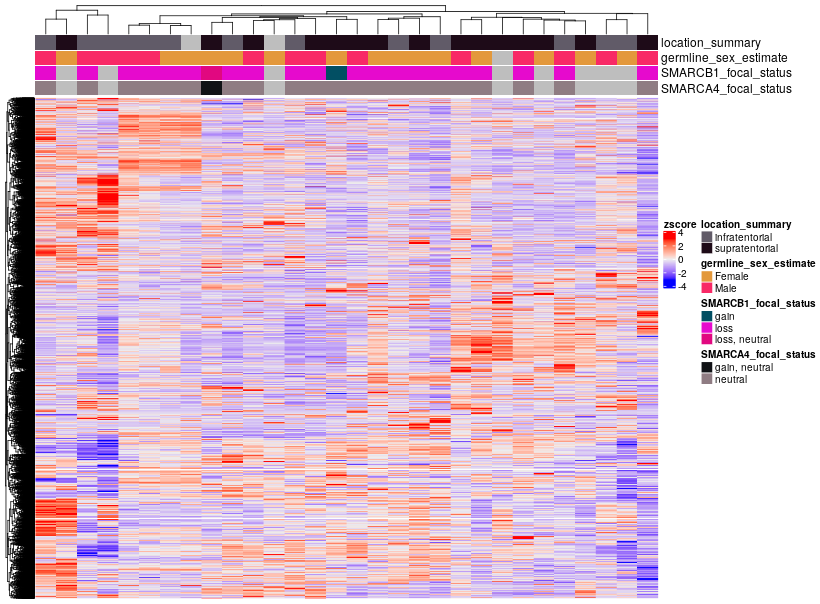 location_summary
germline_sex_estimate
SMARCB1_focal_status
SMARCA4_focal_status
zscore
4
2
0
-2
-4
location_summary
infratentorial
supratentorial
germline_sex_estimate
Female
Male
SMARCB1_focal_status
gain
loss
loss, neutral
SMARCA4_focal_status
gain, neutral
neutral